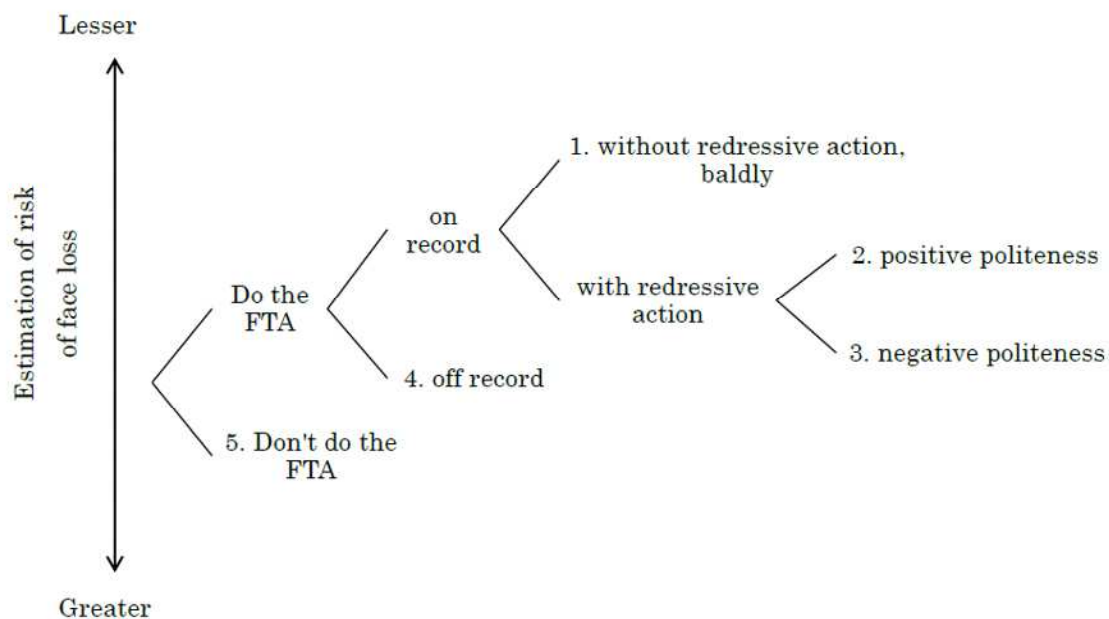 Lesser
Estimation of risk
of face loss
1. without redressive action,
baldly
on
record
2. positive politeness
Do the
FTA
with redressive
action
3. negative politeness
4. off record
5. Don't do the
FTA
Greater